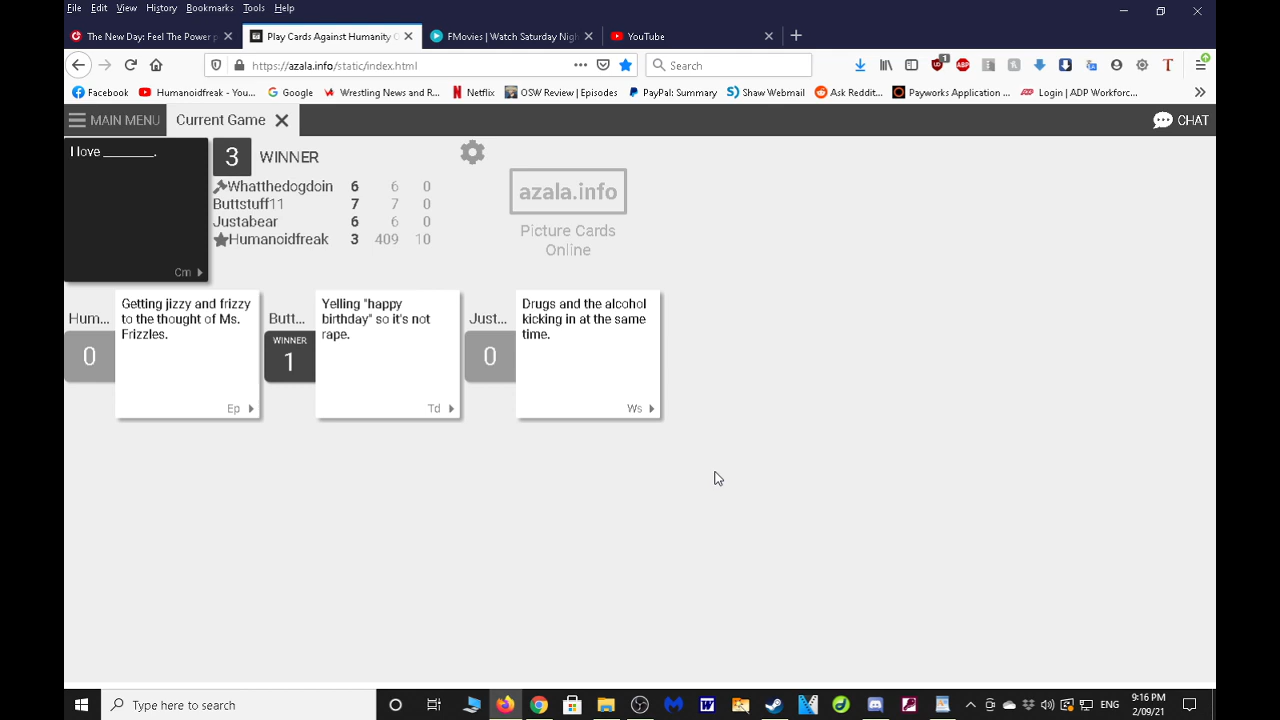 File Edit View History Bookmarks Tools Help
The New Day: Feel The Power p
Play Cards Against Humanity O
FMovies | Watch Saturday Nigh
YouTube
https://azala.info/static/index.html
Search
Facebook
Humanoidfreak - You...
Google
Wrestling News and R...
Netflix
OSW Review | Episodes
PayPal: Summary
Shaw Webmail
Ask Reddit...
Payworks Application ...
Login | ADP Workforc...
MAIN MENU
Current Game
CHAT
I love ________.
Cm
3 WINNER
Whatthedogdoin 6 6 0
Buttstuff11 7 7 0
Justabear 6 6 0
Humanoidfreak 3 409 10
azala.info
Picture Cards
Online
Hum...
0
Getting jizzy and frizzy
to the thought of Ms.
Frizzles.
Ep
Butt...
WINNER
1
Yelling "happy
birthday" so it's not
rape.
Td
Just...
0
Drugs and the alcohol
kicking in at the same
time.
Ws
Type here to search
ENG
9:16 PM
2/09/21